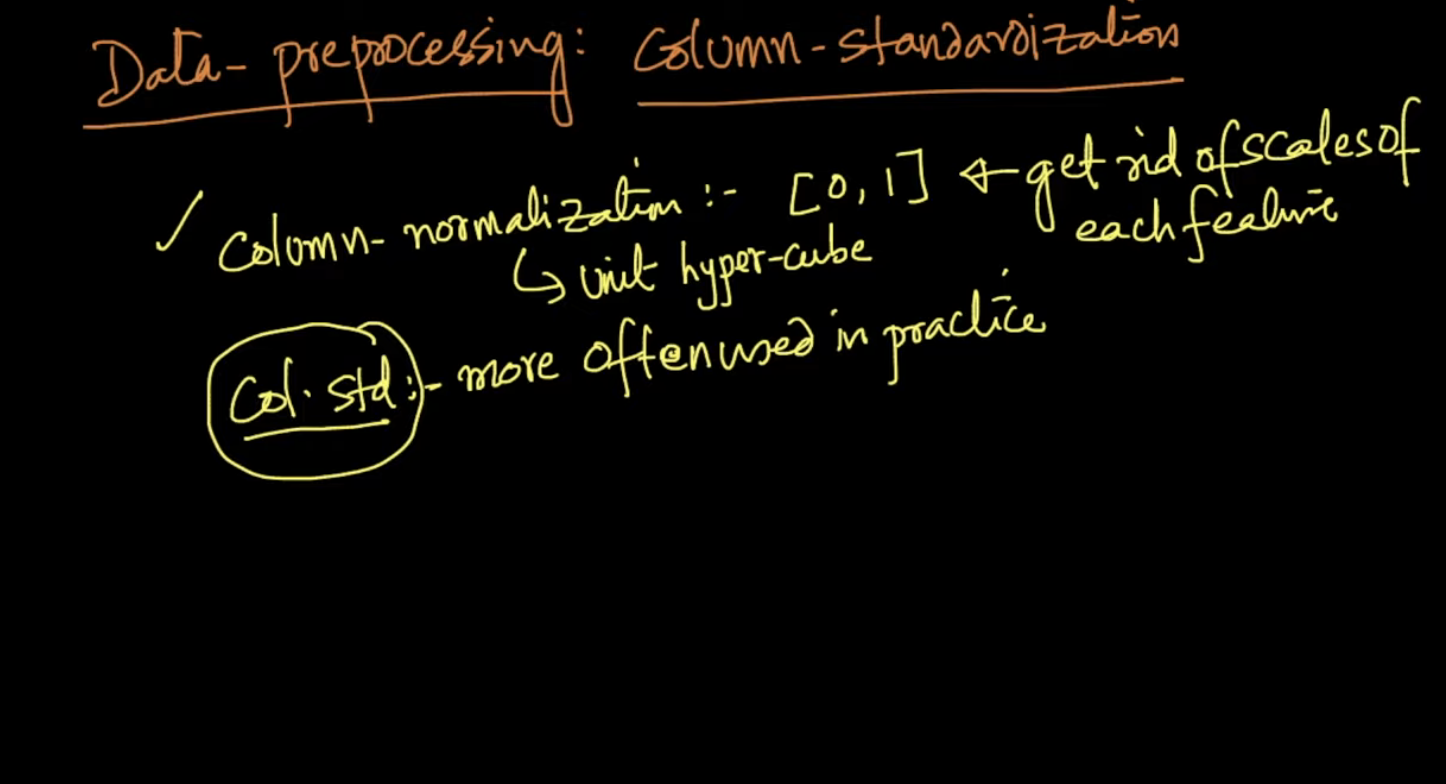 Data-preprocessing: Column-standardization
✓ Column-normalization :- [0, 1] ← get rid of scales of
each feature
↳ unit hyper-cube
Col. std :- more often used in practice